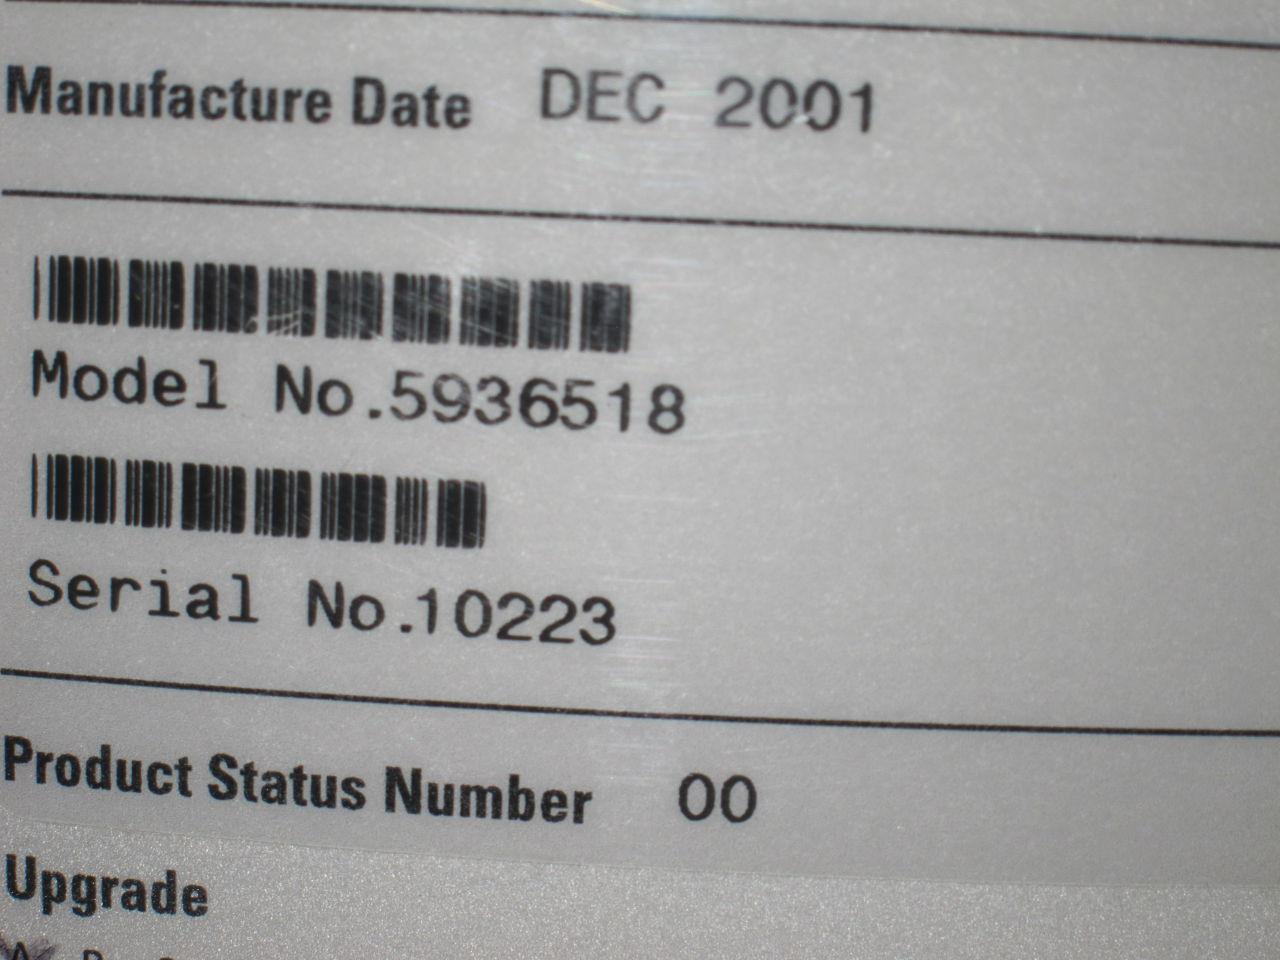 Manufacture Date DEC 2001
Model No.5936518
Serial No.10223
Product Status Number 00
Upgrade